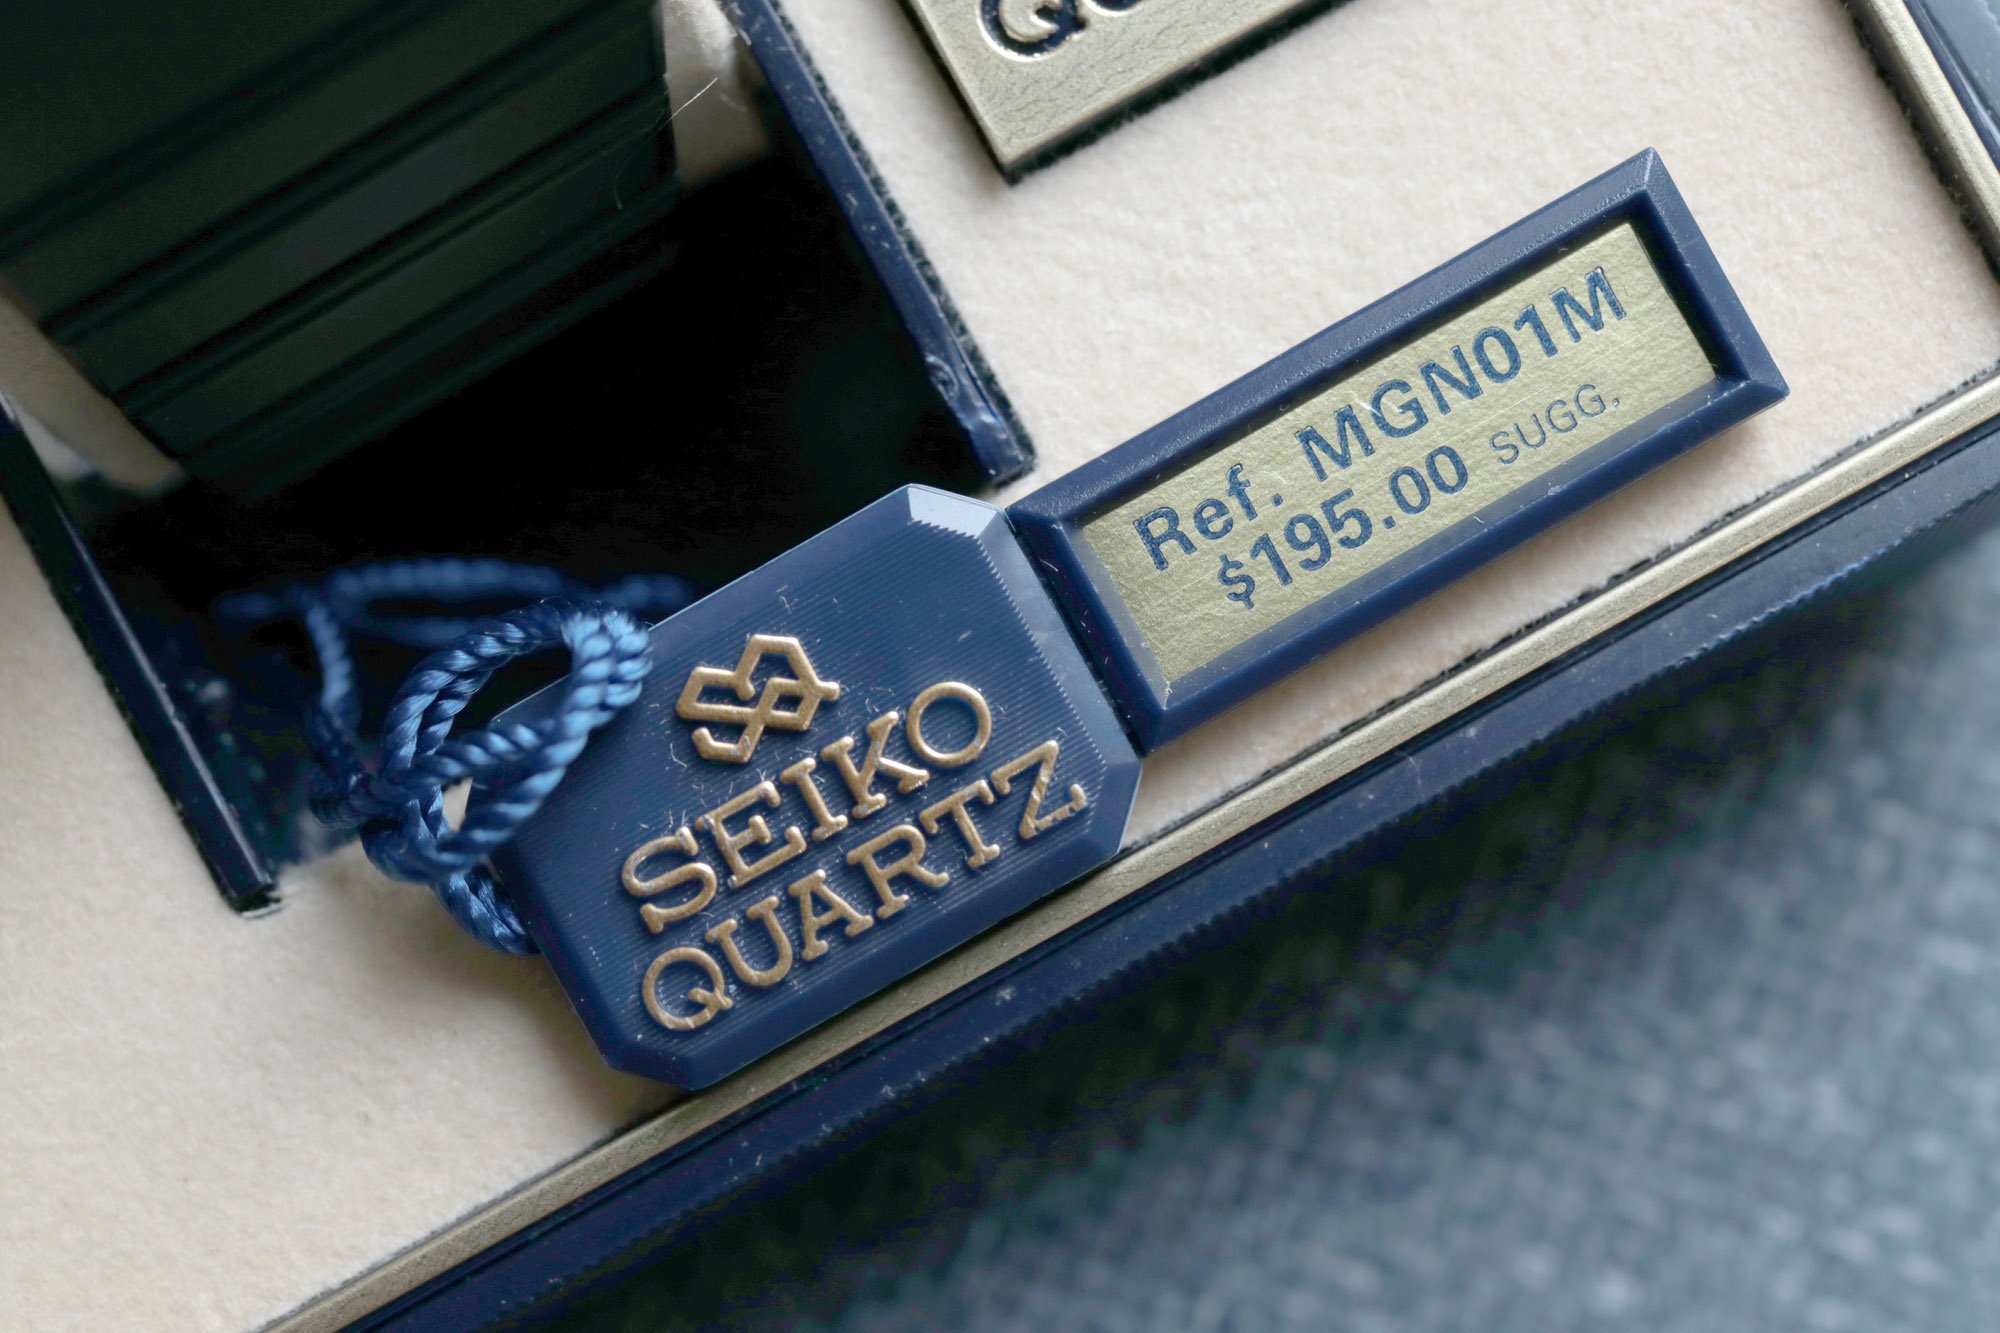 SEIKO
QUARTZ
Ref. MGN01M
$195.00 SUGG.